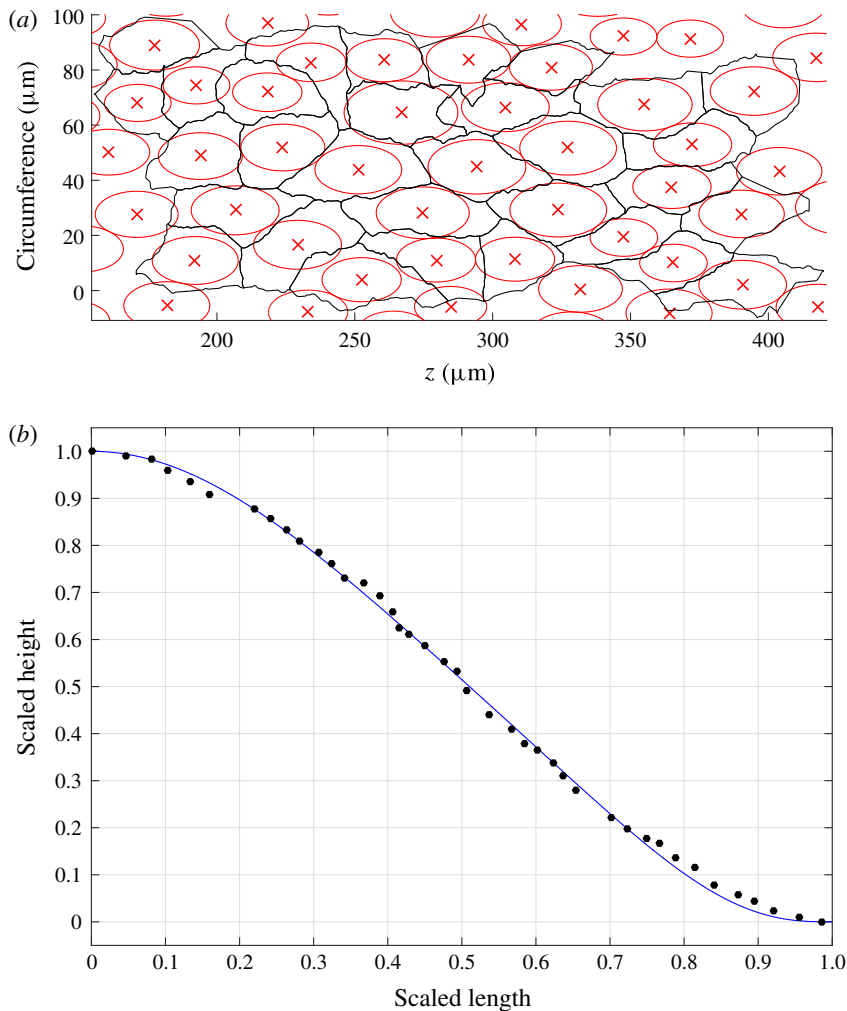 (a)
100
80
60
40
20
0
Circumference (μm)
200 250 300 350 400
z (μm)
(b)
1.0
0.9
0.8
0.7
0.6
0.5
0.4
0.3
0.2
0.1
0
Scaled height
0 0.1 0.2 0.3 0.4 0.5 0.6 0.7 0.8 0.9 1.0
Scaled length